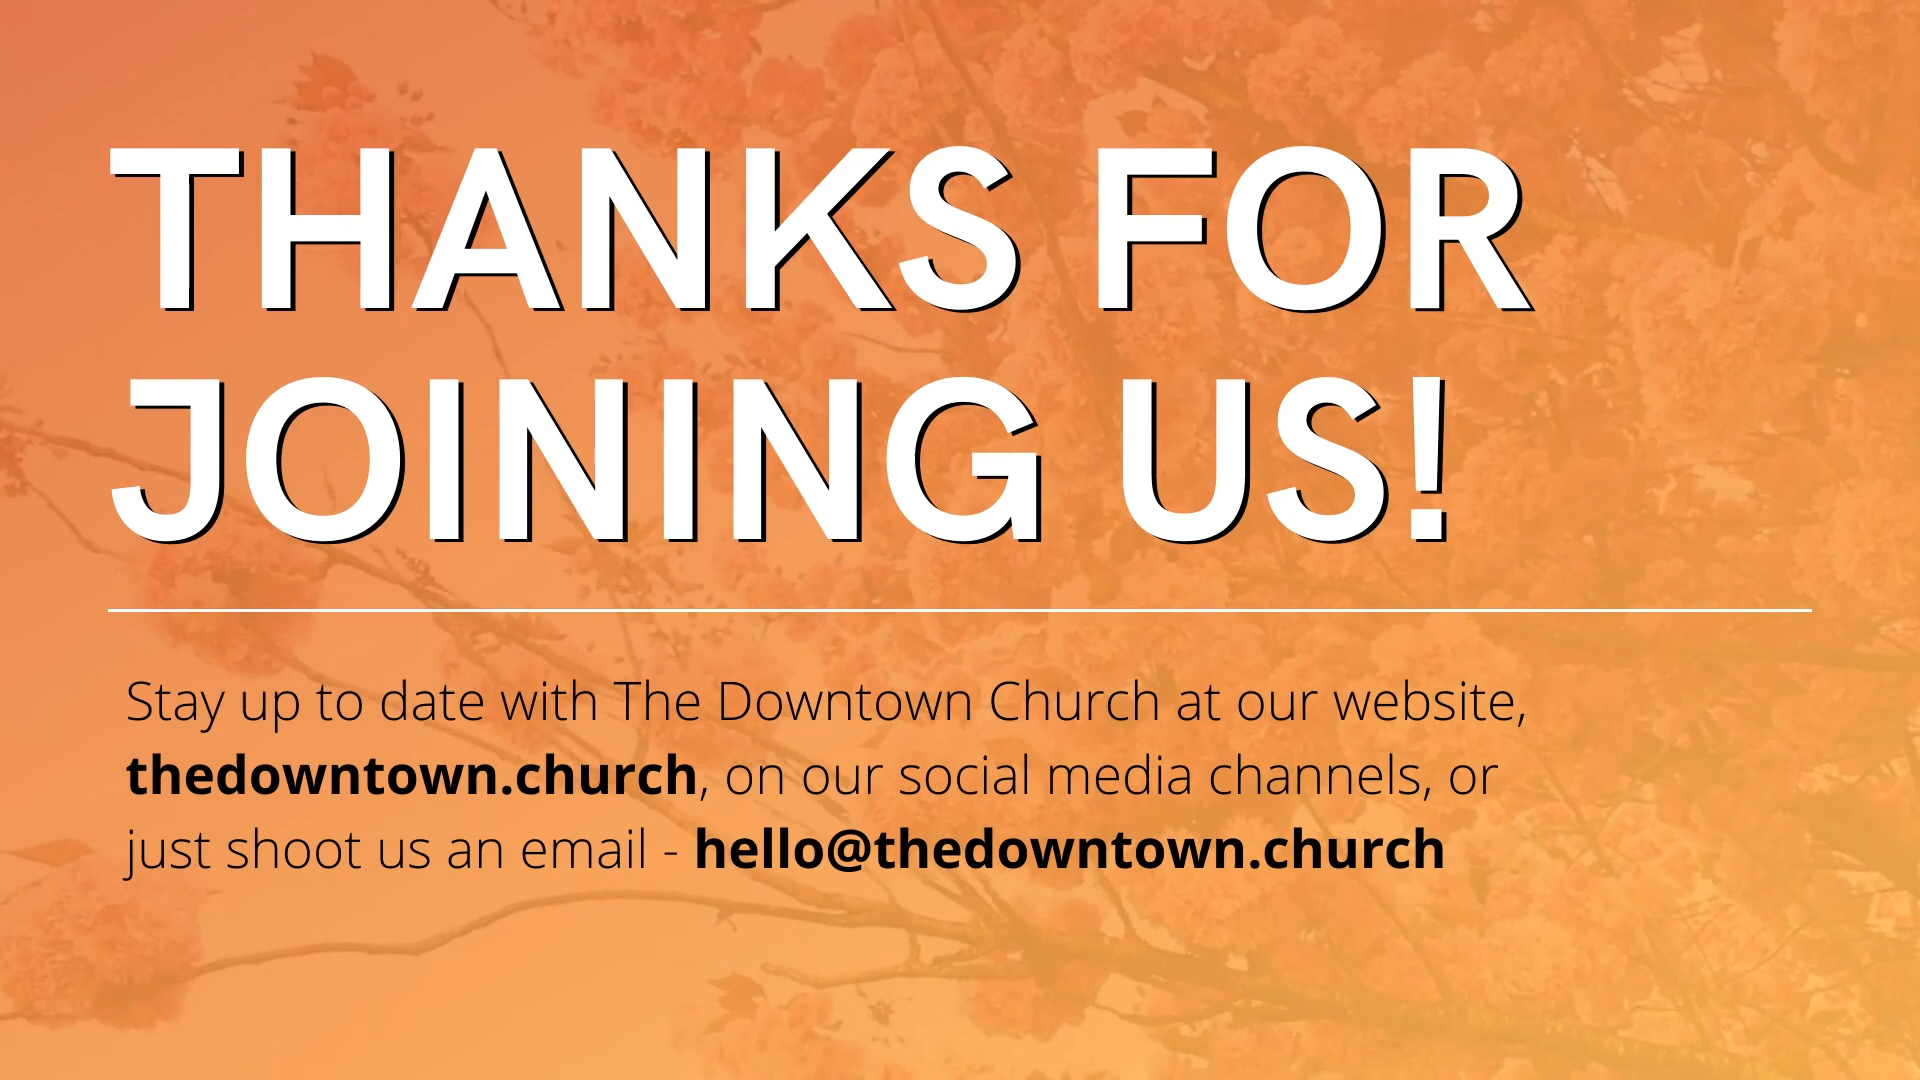 THANKS FOR
JOINING US!
Stay up to date with The Downtown Church at our website,
thedowntown.church, on our social media channels, or
just shoot us an email - hello@thedowntown.church